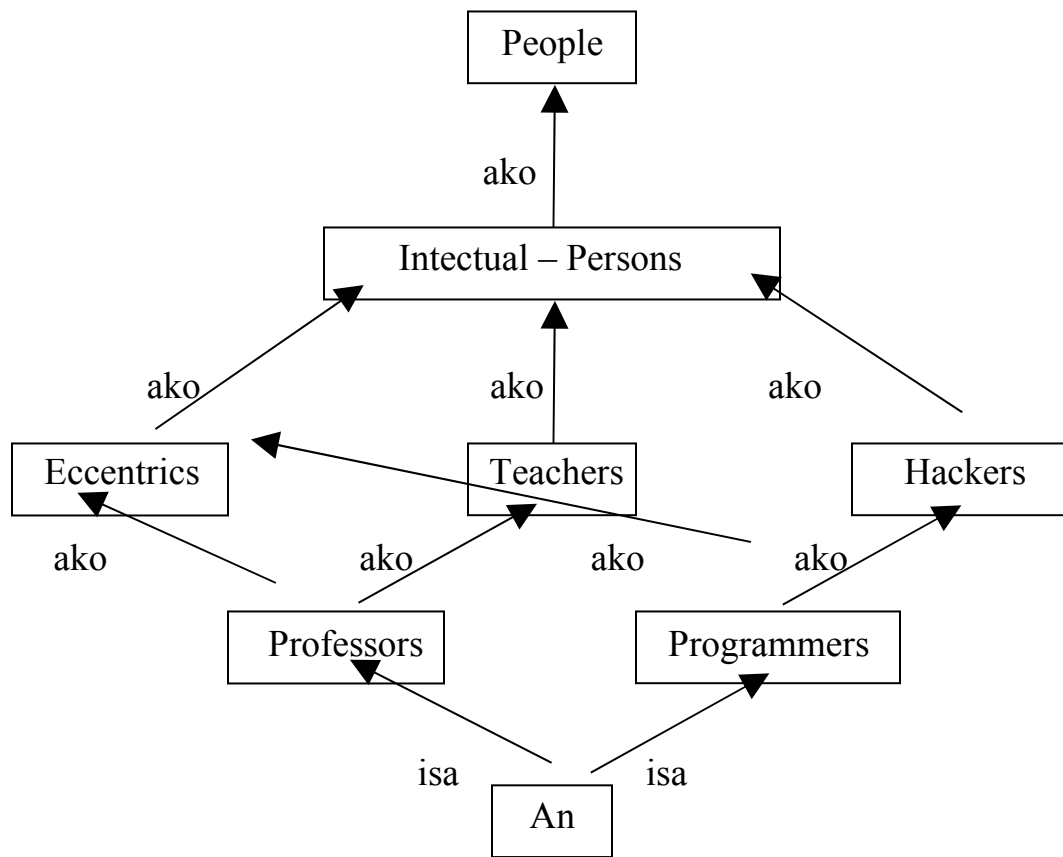 People
ako
Intectual – Persons
ako ako ako
Eccentrics Teachers Hackers
ako ako ako ako
Professors Programmers
isa isa
An